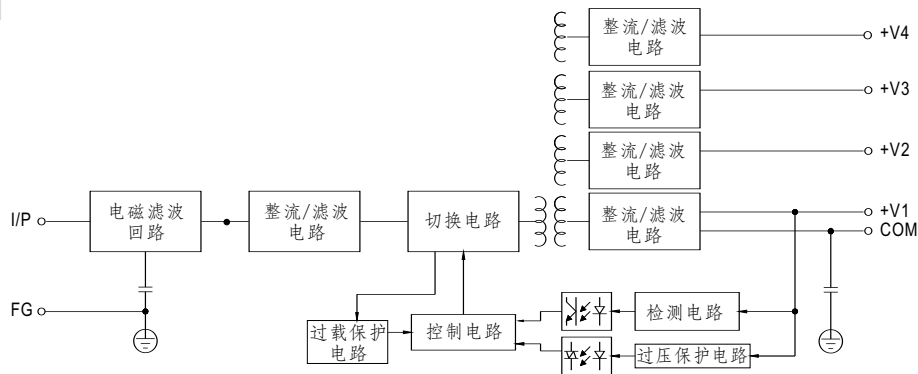 整流/滤波
电路
+V4
整流/滤波
电路
+V3
整流/滤波
电路
+V2
I/P
电磁滤波
回路
整流/滤波
电路
切换电路
整流/滤波
电路
+V1
COM
FG
过载保护
电路
控制电路
检测电路
过压保护电路